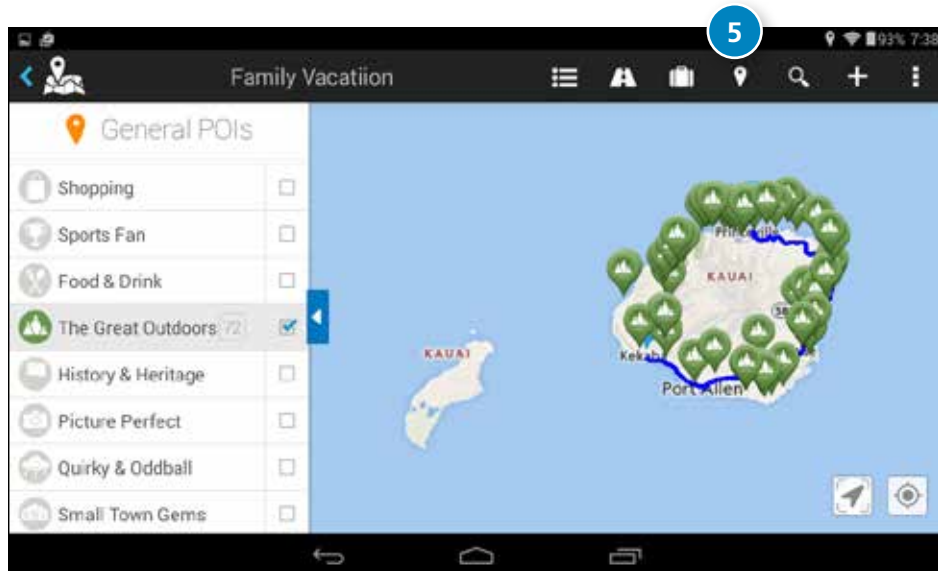 5
93% 7:38
Family Vacatiion
General POIs
Shopping
Sports Fan
Food & Drink
The Great Outdoors 72
History & Heritage
Picture Perfect
Quirky & Oddball
Small Town Gems
KAUAI
KAUAI
Port Allen